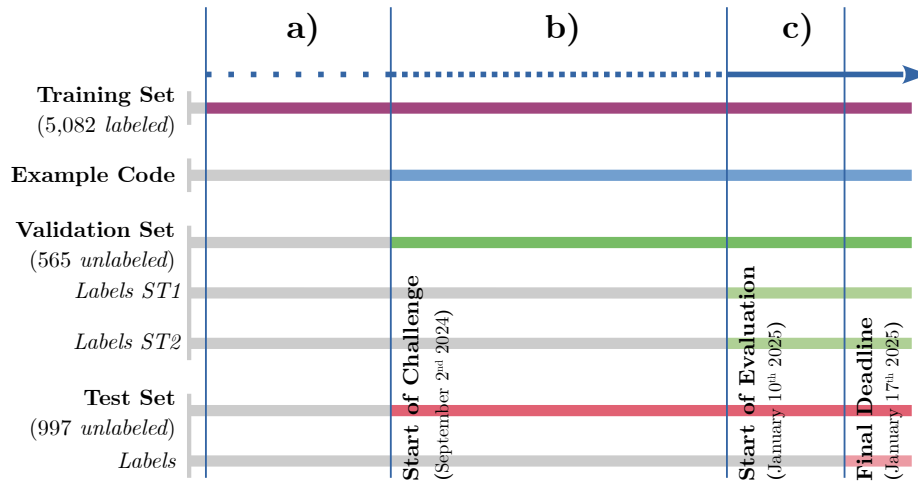 a)
b)
c)
Training Set
(5,082 labeled)
Example Code
Validation Set
(565 unlabeled)
Labels ST1
Labels ST2
Test Set
(997 unlabeled)
Labels
Start of Challenge
(September 2nd 2024)
Start of Evaluation
(January 10th 2025)
Final Deadline
(January 17th 2025)